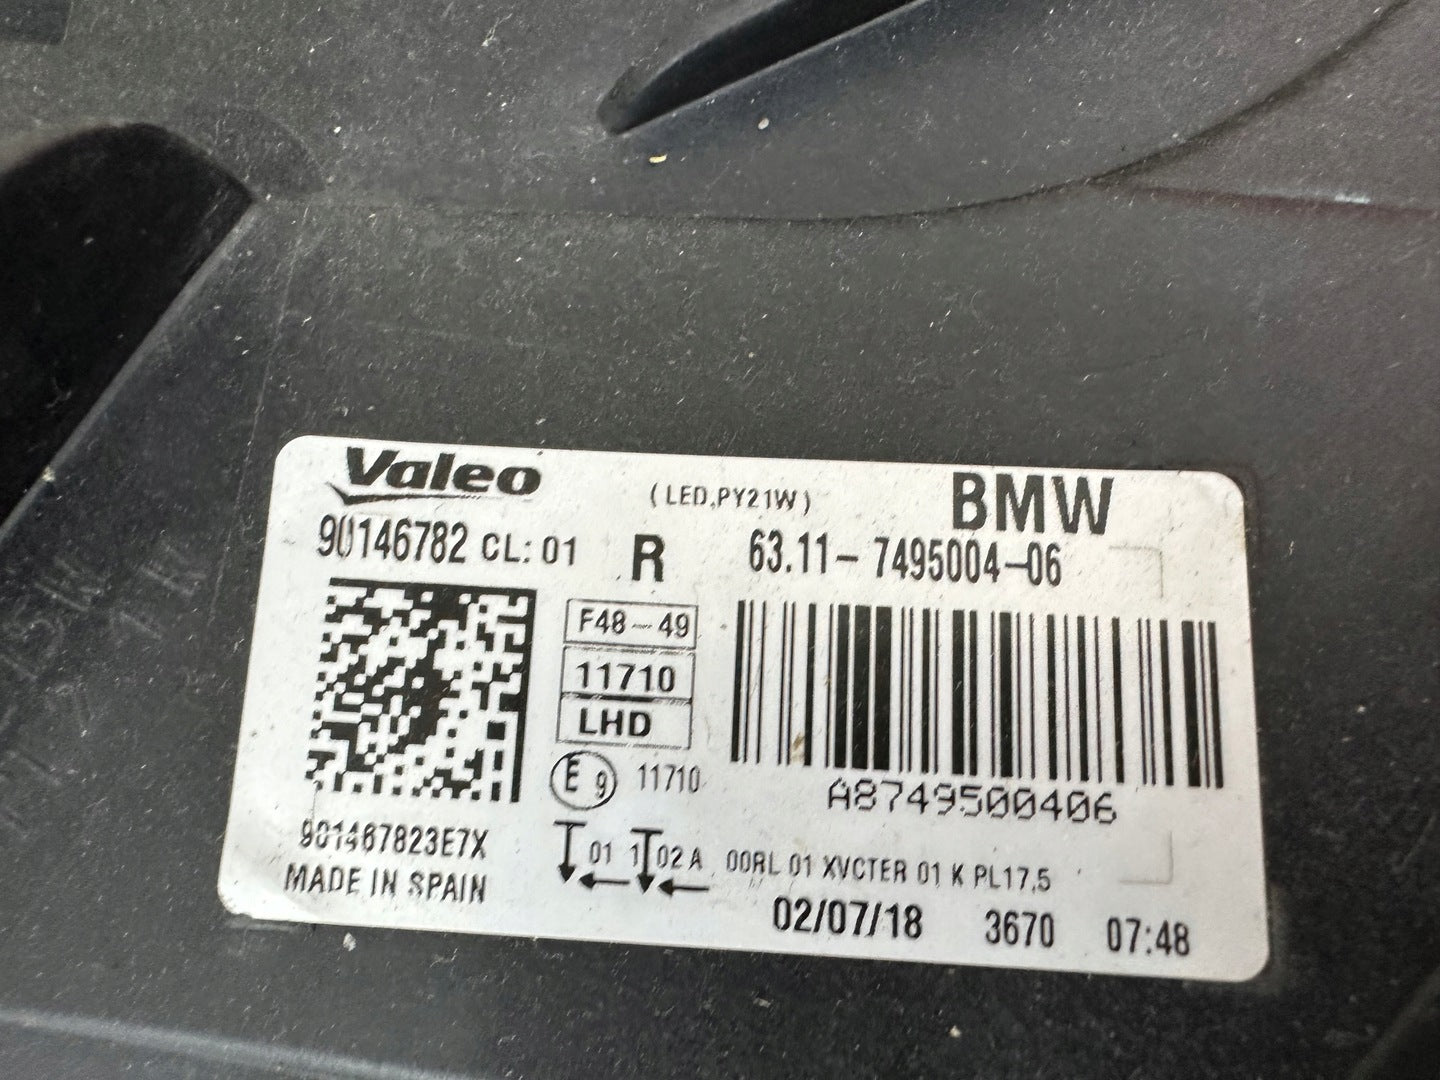 Valeo
(LED,PY21W)
BMW
90146782 CL: 01
R
63.11- 7495004-06
F48-49
11710
LHD
E 9 11710
A8749500406
901467823E7X
MADE IN SPAIN
01 1 02 A 00RL 01 XVCTER 01 K PL17,5
02/07/18 3670 07:48